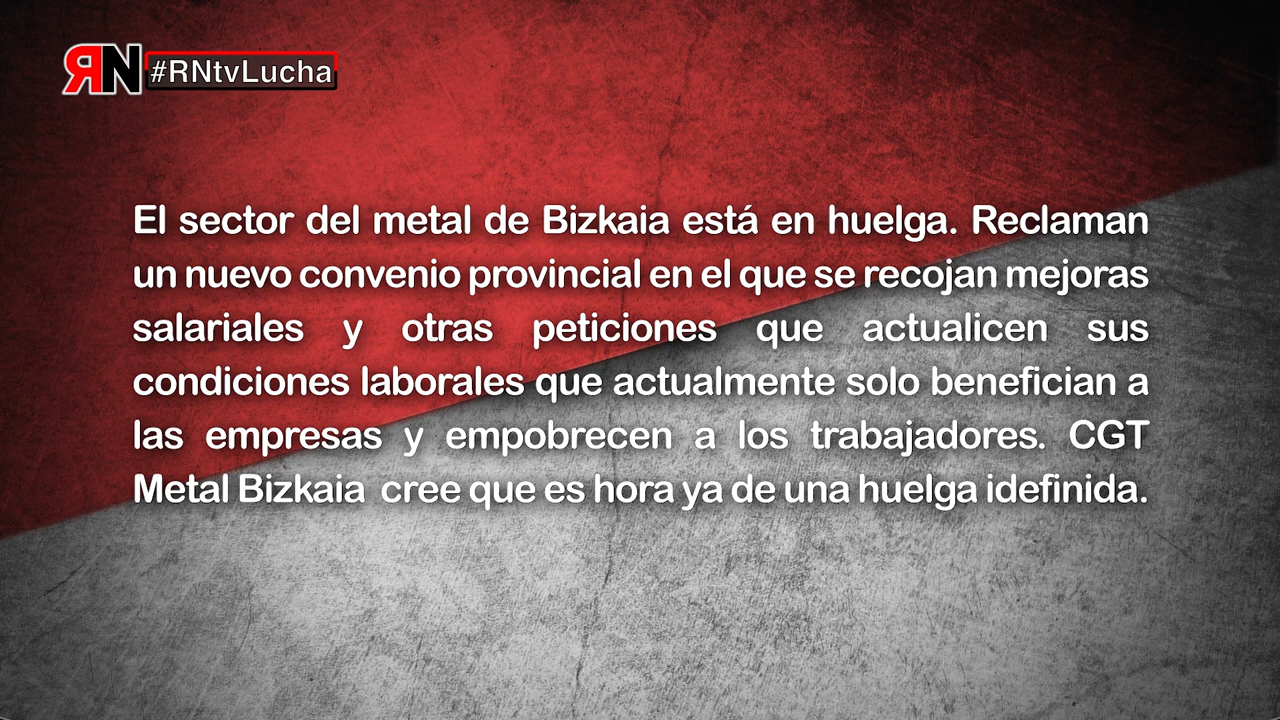 ЯN #RNtvLucha
El sector del metal de Bizkaia está en huelga. Reclaman
un nuevo convenio provincial en el que se recojan mejoras
salariales y otras peticiones que actualicen sus
condiciones laborales que actualmente solo benefician a
las empresas y empobrecen a los trabajadores. CGT
Metal Bizkaia cree que es hora ya de una huelga idefinida.